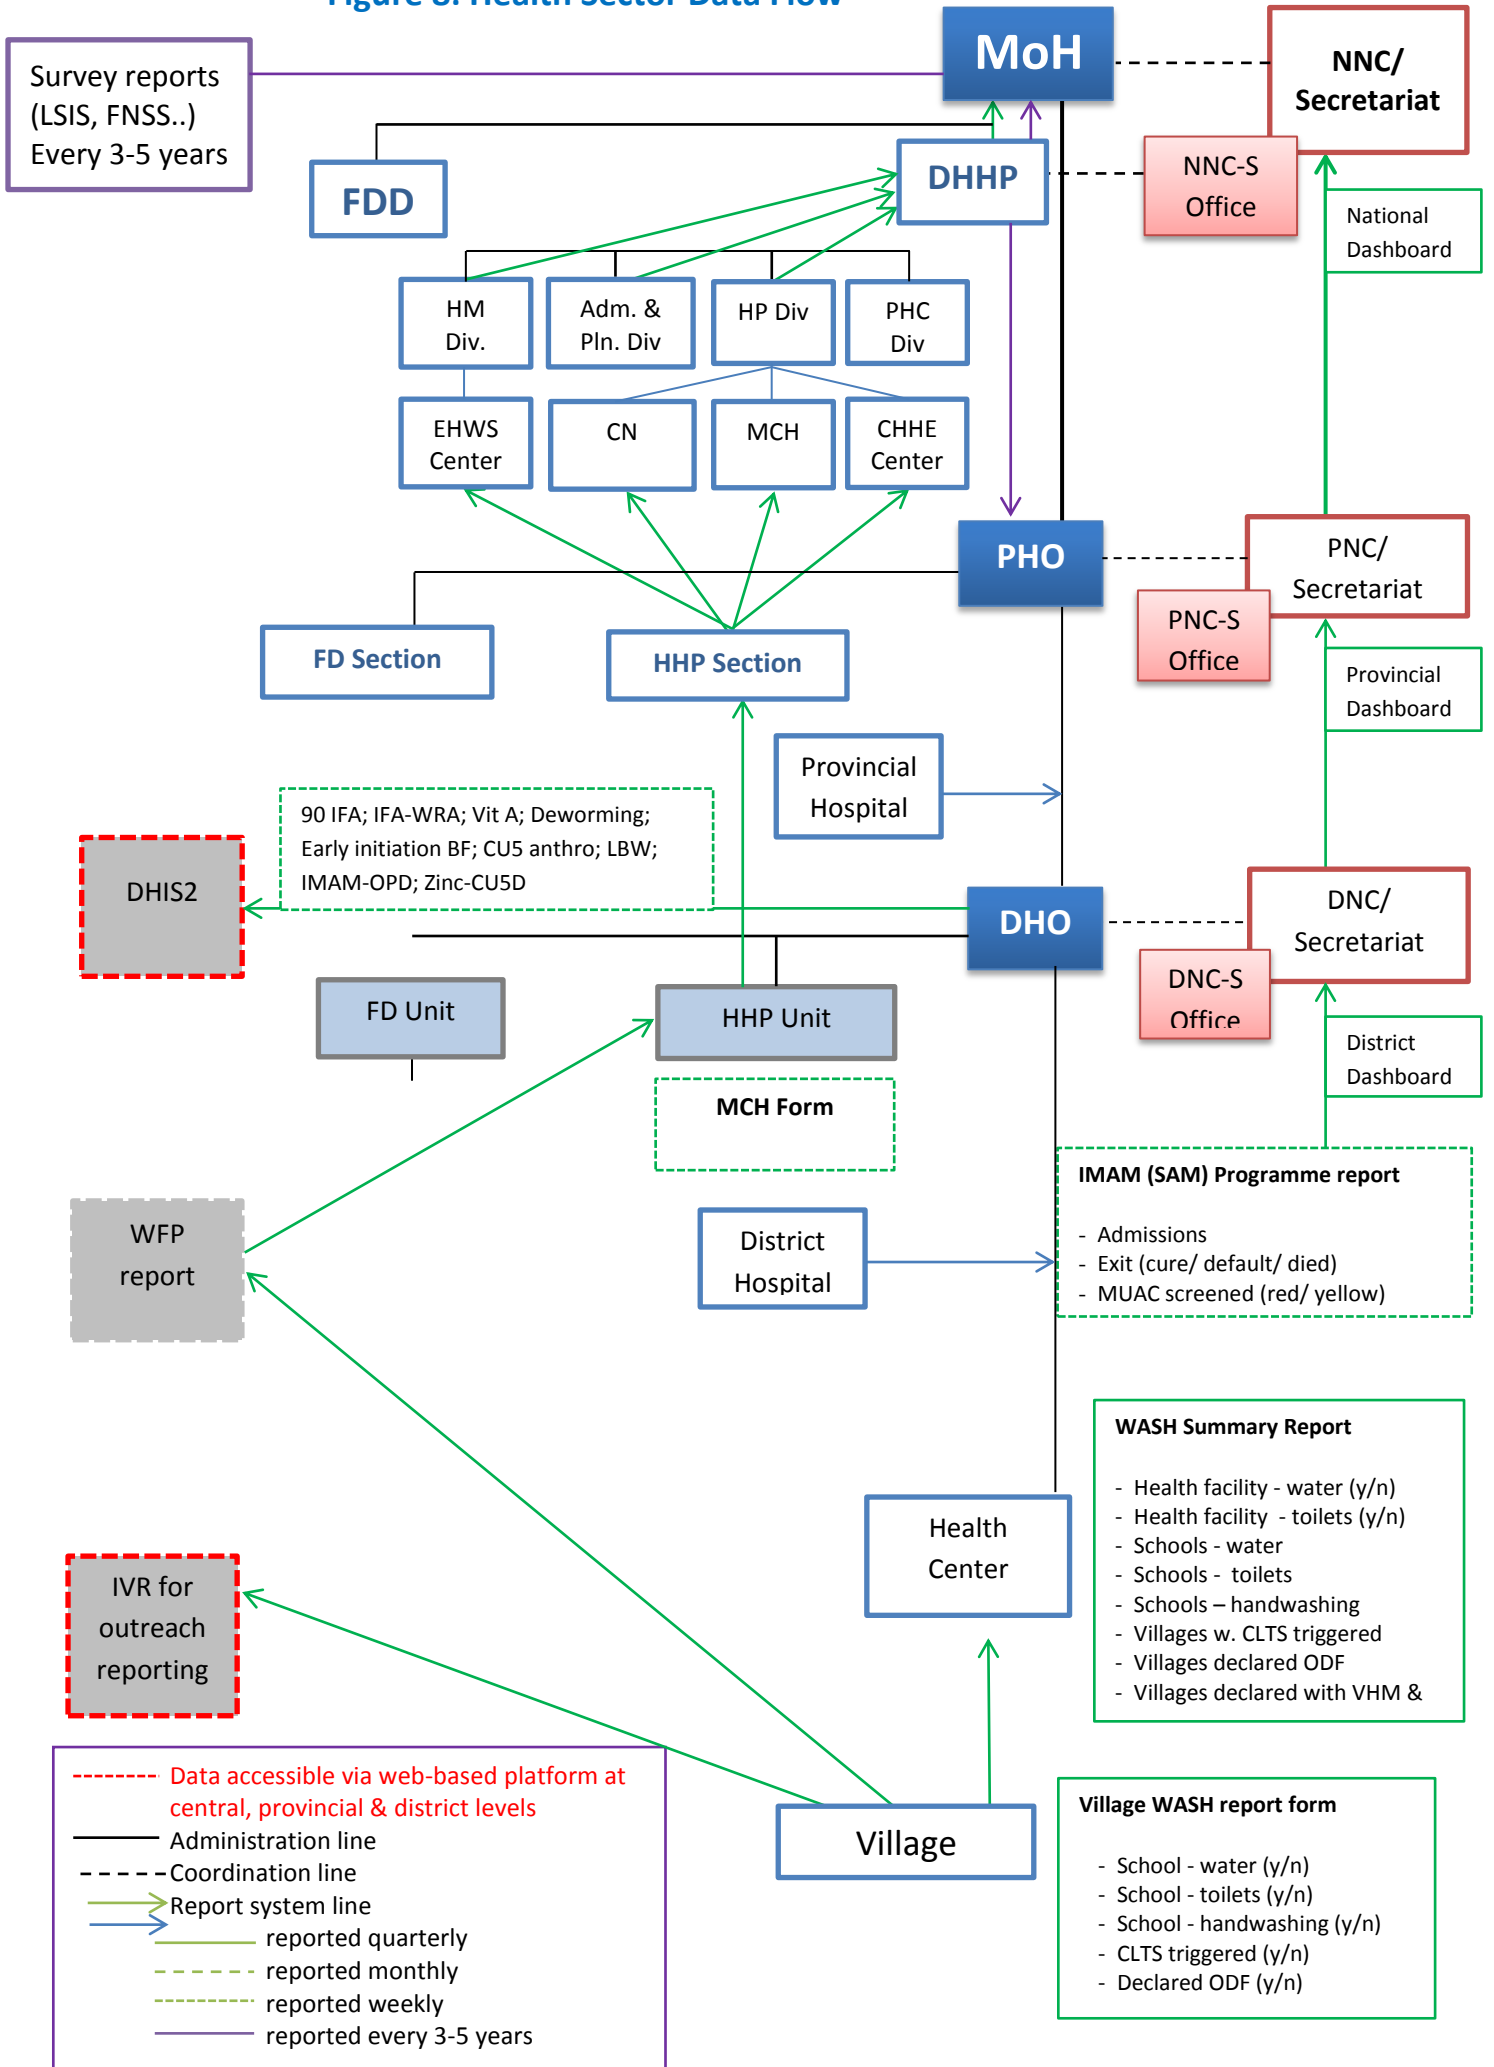 Figure 8: Health Sector Data Flow
Survey reports
(LSIS, FNSS..)
Every 3-5 years
MoH
NNC/
Secretariat
FDD
DHHP
NNC-S
Office
National
Dashboard
HM
Div.
Adm. &
Pln. Div
HP Div
PHC
Div
EHWS
Center
CN
MCH
CHHE
Center
PHO
PNC/
Secretariat
PNC-S
Office
FD Section
HHP Section
Provincial
Dashboard
Provincial
Hospital
90 IFA; IFA-WRA; Vit A; Deworming;
Early initiation BF; CU5 anthro; LBW;
IMAM-OPD; Zinc-CU5D
DHIS2
DHO
DNC/
Secretariat
DNC-S
Office
FD Unit
HHP Unit
District
Dashboard
MCH Form
IMAM (SAM) Programme report
- Admissions
- Exit (cure/ default/ died)
- MUAC screened (red/ yellow)
WFP
report
District
Hospital
WASH Summary Report
- Health facility - water (y/n)
- Health facility - toilets (y/n)
- Schools - water
- Schools - toilets
- Schools – handwashing
- Villages w. CLTS triggered
- Villages declared ODF
- Villages declared with VHM &
Health
Center
IVR for
outreach
reporting
Village
Village WASH report form
- School - water (y/n)
- School - toilets (y/n)
- School - handwashing (y/n)
- CLTS triggered (y/n)
- Declared ODF (y/n)
Data accessible via web-based platform at
central, provincial & district levels
Administration line
Coordination line
Report system line
reported quarterly
reported monthly
reported weekly
reported every 3-5 years